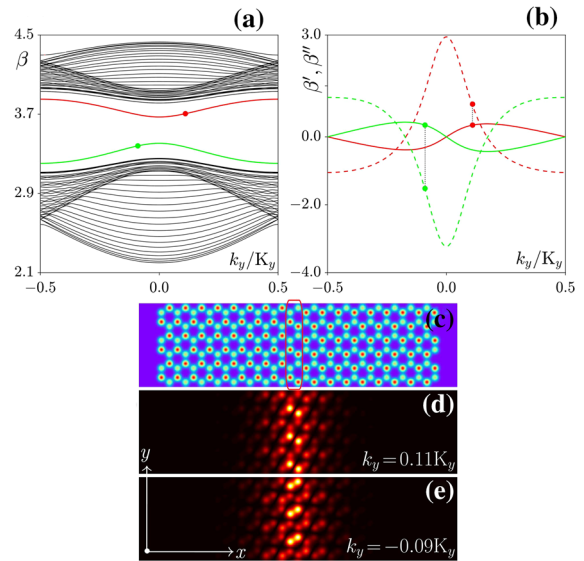 (a)
4.5
β
3.7
2.9
2.1
−0.5
0.0
0.5
k_y/K_y
(b)
3.0
β′, β″
0.0
−2.0
−4.0
−0.5
0.0
0.5
k_y/K_y
(c)
(d)
k_y = 0.11K_y
(e)
y
x
k_y = −0.09K_y